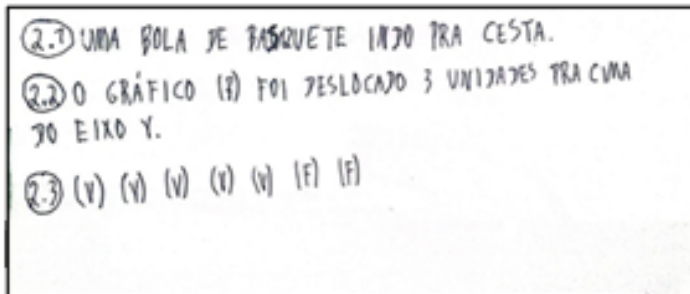 2.1 UMA BOLA DE BASQUETE INDO PRA CESTA.
2.2 O GRÁFICO (B) FOI DESLOCADO 3 UNIDADES PRA CIMA
DO EIXO Y.
2.3 (V) (V) (V) (V) (V) (F) (F)